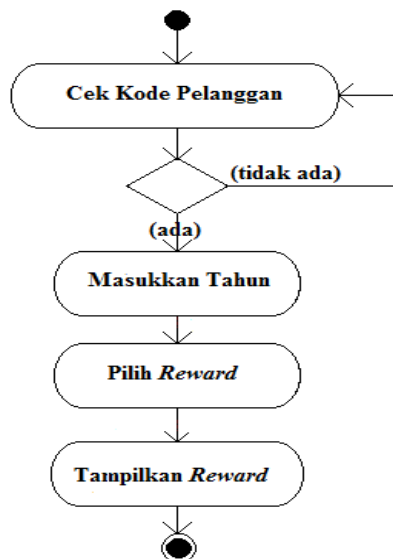 Cek Kode Pelanggan
(tidak ada)
(ada)
Masukkan Tahun
Pilih Reward
Tampilkan Reward